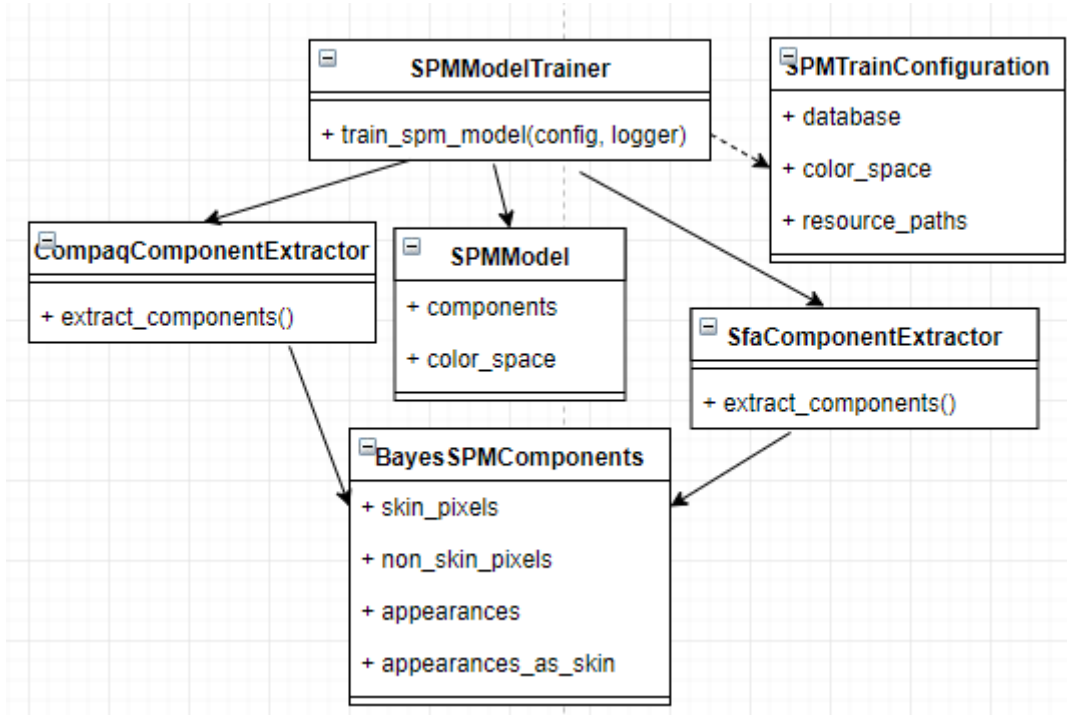 SPMModelTrainer
+ train_spm_model(config, logger)
SPMTrainConfiguration
+ database
+ color_space
+ resource_paths
CompaqComponentExtractor
+ extract_components()
SPMModel
+ components
+ color_space
SfaComponentExtractor
+ extract_components()
BayesSPMComponents
+ skin_pixels
+ non_skin_pixels
+ appearances
+ appearances_as_skin